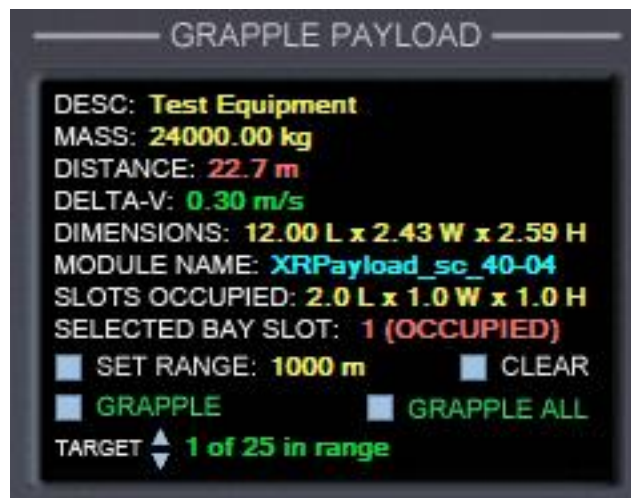 GRAPPLE PAYLOAD
DESC: Test Equipment
MASS: 24000.00 kg
DISTANCE: 22.7 m
DELTA-V: 0.30 m/s
DIMENSIONS: 12.00 L x 2.43 W x 2.59 H
MODULE NAME: XRPayload_sc_40-04
SLOTS OCCUPIED: 2.0 L x 1.0 W x 1.0 H
SELECTED BAY SLOT: 1 (OCCUPIED)
SET RANGE: 1000 m CLEAR
GRAPPLE GRAPPLE ALL
TARGET 1 of 25 in range